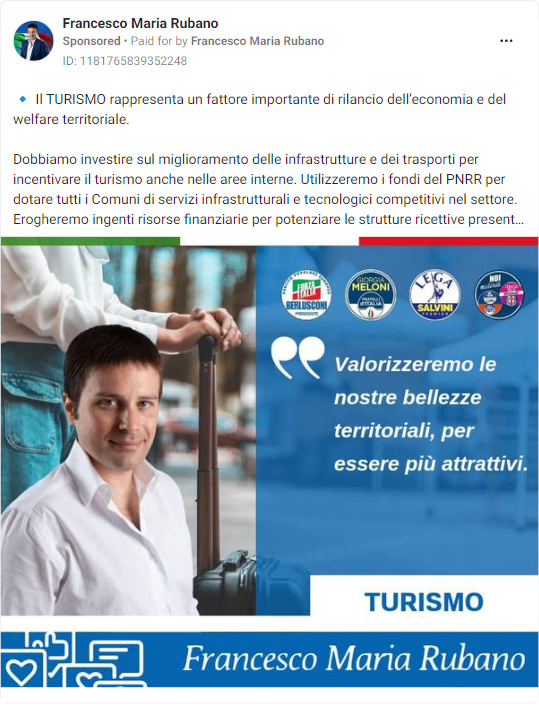 Francesco Maria Rubano
Sponsored • Paid for by Francesco Maria Rubano
ID: 1181765839352248
🔹 Il TURISMO rappresenta un fattore importante di rilancio dell'economia e del
welfare territoriale.
Dobbiamo investire sul miglioramento delle infrastrutture e dei trasporti per
incentivare il turismo anche nelle aree interne. Utilizzeremo i fondi del PNRR per
dotare tutti i Comuni di servizi infrastrutturali e tecnologici competitivi nel settore.
Erogheremo ingenti risorse finanziarie per potenziare le strutture ricettive present...
FORZA
ITALIA
BERLUSCONI
PRESIDENTE
GIORGIA
MELONI
FRATELLI
d'ITALIA
LEGA
SALVINI
PREMIER
NOI
moderati
Valorizzeremo le
nostre bellezze
territoriali, per
essere più attrattivi.
TURISMO
Francesco Maria Rubano